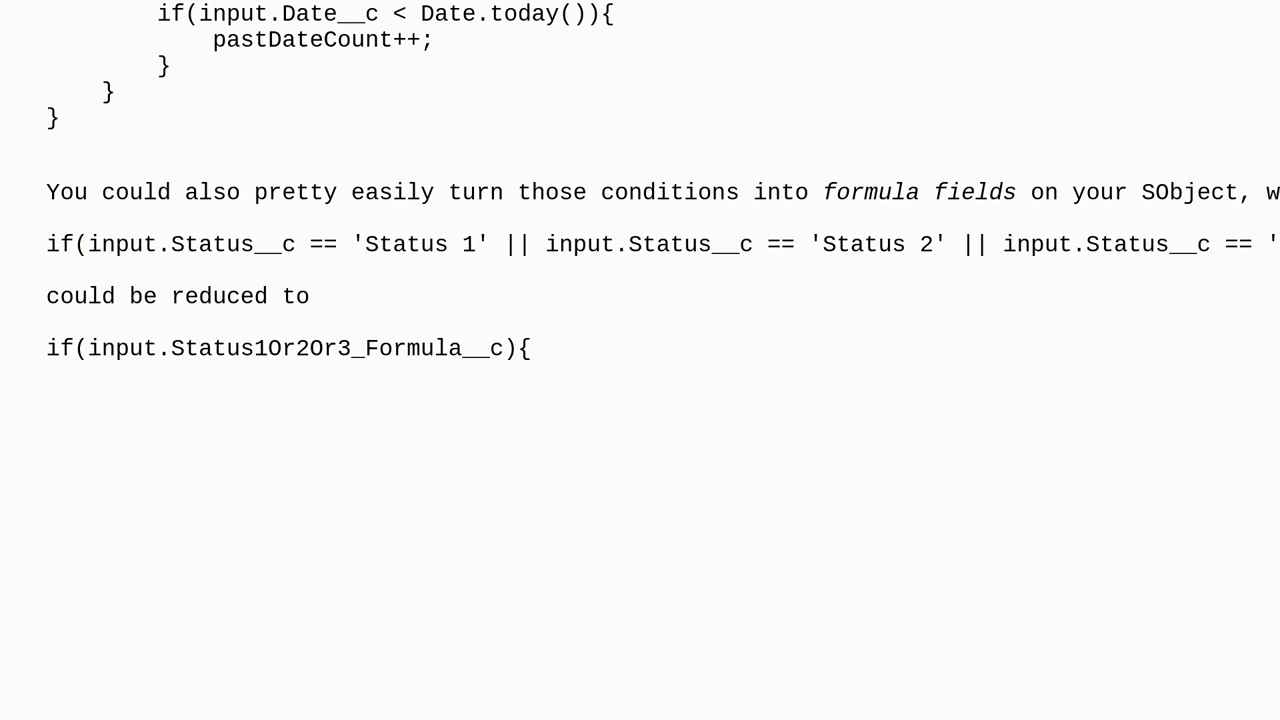 if(input.Date__c < Date.today()){
pastDateCount++;
}
}
}
You could also pretty easily turn those conditions into formula fields on your SObject, w
if(input.Status__c == 'Status 1' || input.Status__c == 'Status 2' || input.Status__c == '
could be reduced to
if(input.Status1Or2Or3_Formula__c){